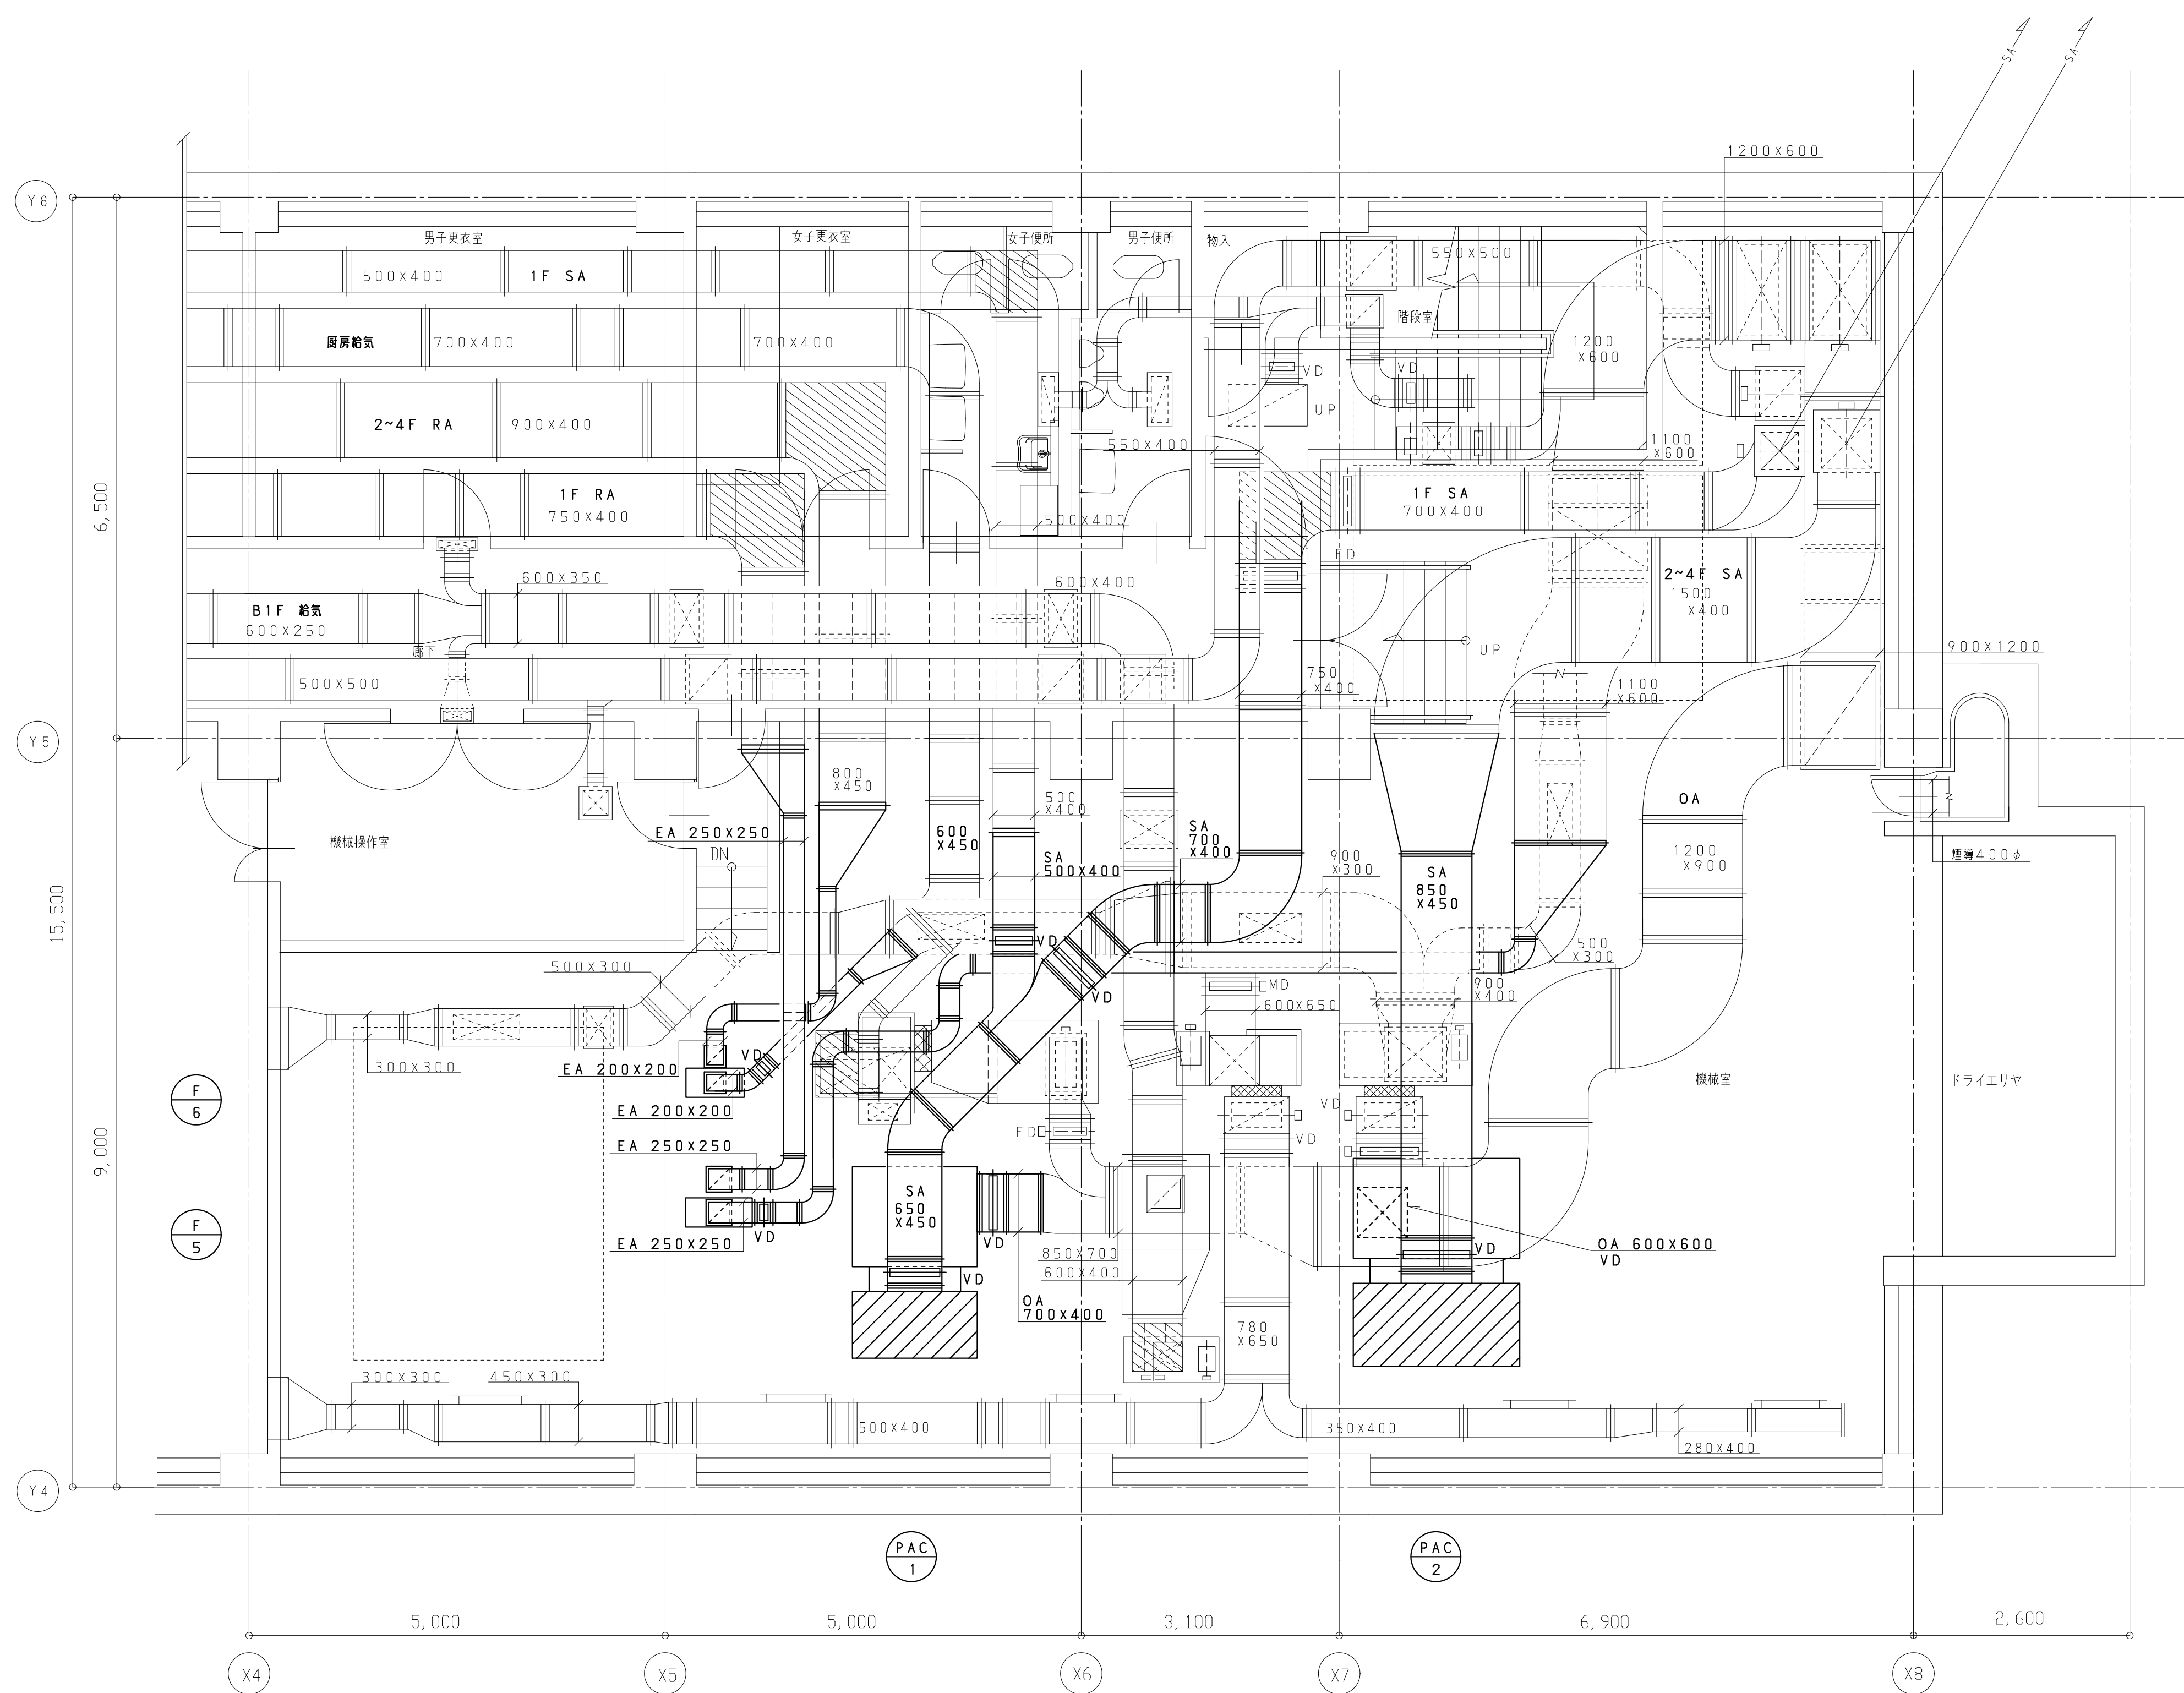 SA
SA
1200X600
Y6
男子更衣室
女子更衣室
女子便所
男子便所
物入
550X500
500X400
1F SA
階段室
厨房給気
700X400
700X400
1200
X600
VD
VD
UP
2~4F RA
900X400
550X400
1100
X600
1F RA
750X400
1F SA
700X400
500X400
6,500
FD
600X350
600X400
2~4F SA
1500
X400
B1F 給気
600X250
廊下
UP
900X1200
500X500
750
X400
1100
X600
Y5
800
X450
500
X400
OA
EA 250X250
600
X450
SA
700
X400
機械操作室
DN
SA
500X400
900
X300
1200
X900
煙導400φ
SA
850
X450
15,500
VD
500
X300
500X300
VD
MD
900
X400
600X650
VD
300X300
EA 200X200
機械室
ドライエリヤ
F
6
EA 200X200
VD
FD
VD
EA 250X250
9,000
SA
650
X450
F
5
VD
VD
EA 250X250
850X700
VD
OA 600X600
VD
600X400
VD
OA
700X400
780
X650
300X300
450X300
500X400
350X400
280X400
Y4
PAC
1
PAC
2
5,000
5,000
3,100
6,900
2,600
X4
X5
X6
X7
X8